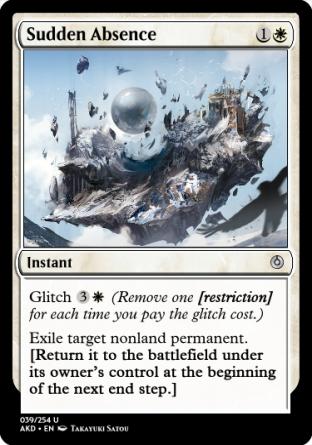 Sudden Absence 1
Instant
Glitch 3 (Remove one [restriction]
for each time you pay the glitch cost.)
Exile target nonland permanent.
[Return it to the battlefield under
its owner's control at the beginning
of the next end step.]
039/254 U
AKD • EN Takayuki Satou